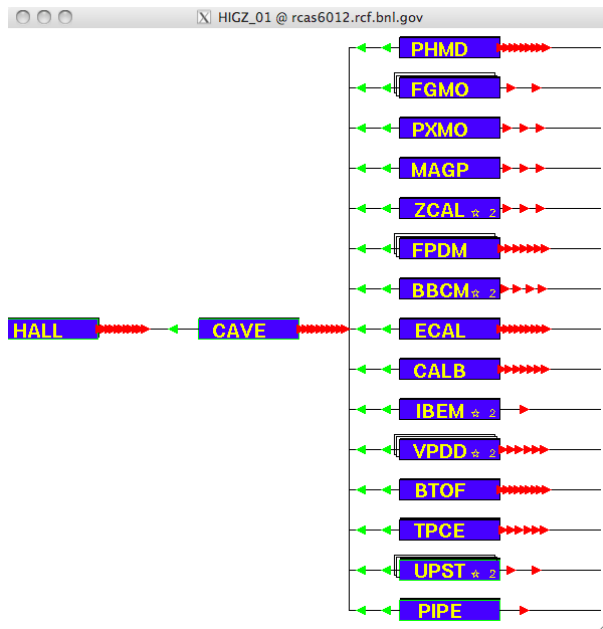 HIGZ_01 @ rcas6012.rcf.bnl.gov
PHMD
FGMO
PXMO
MAGP
ZCAL ☆ 2
FPDM
BBCM ☆ 2
HALL
CAVE
ECAL
CALB
IBEM ☆ 2
VPDD ☆ 2
BTOF
TPCE
UPST ☆ 2
PIPE